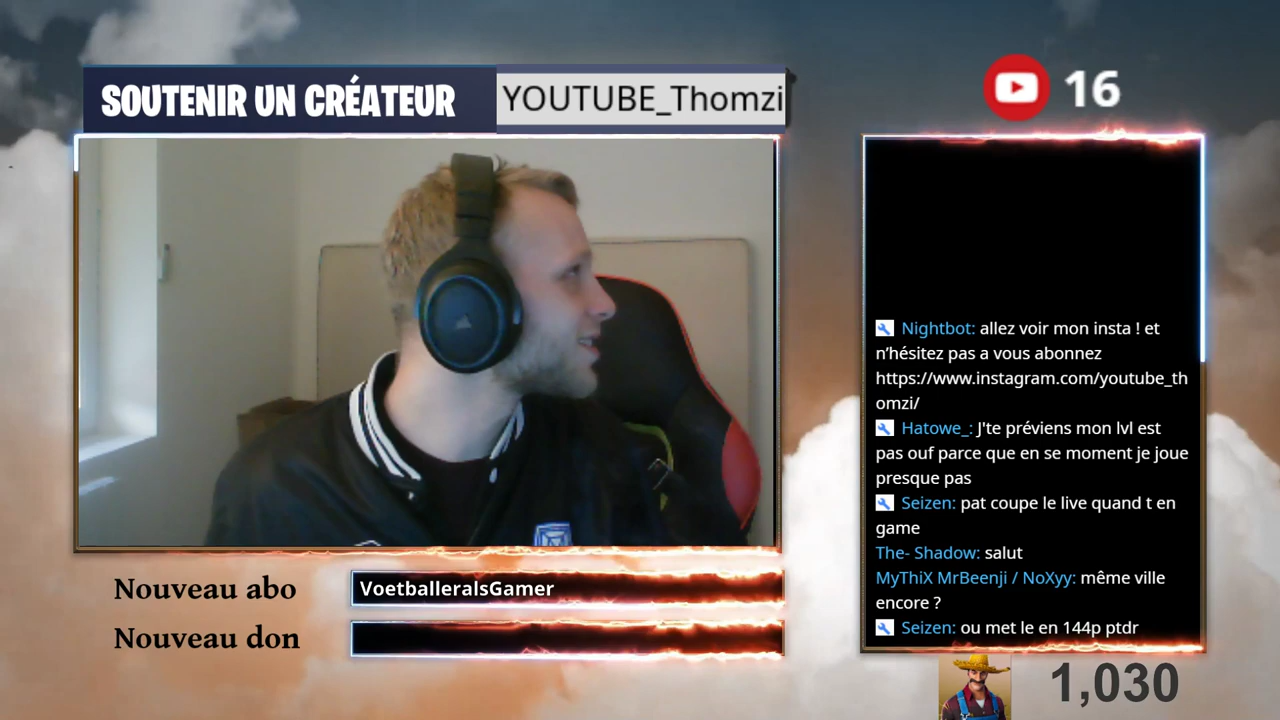 SOUTENIR UN CRÉATEUR YOUTUBE_Thomzi
16
Nightbot: allez voir mon insta ! et
n'hésitez pas a vous abonnez
https://www.instagram.com/youtube_th
omzi/
Hatowe_: J'te préviens mon lvl est
pas ouf parce que en se moment je joue
presque pas
Seizen: pat coupe le live quand t en
game
The- Shadow: salut
MyThiX MrBeenji / NoXyy: même ville
encore ?
Seizen: ou met le en 144p ptdr
Nouveau abo VoetballeralsGamer
Nouveau don
1,030